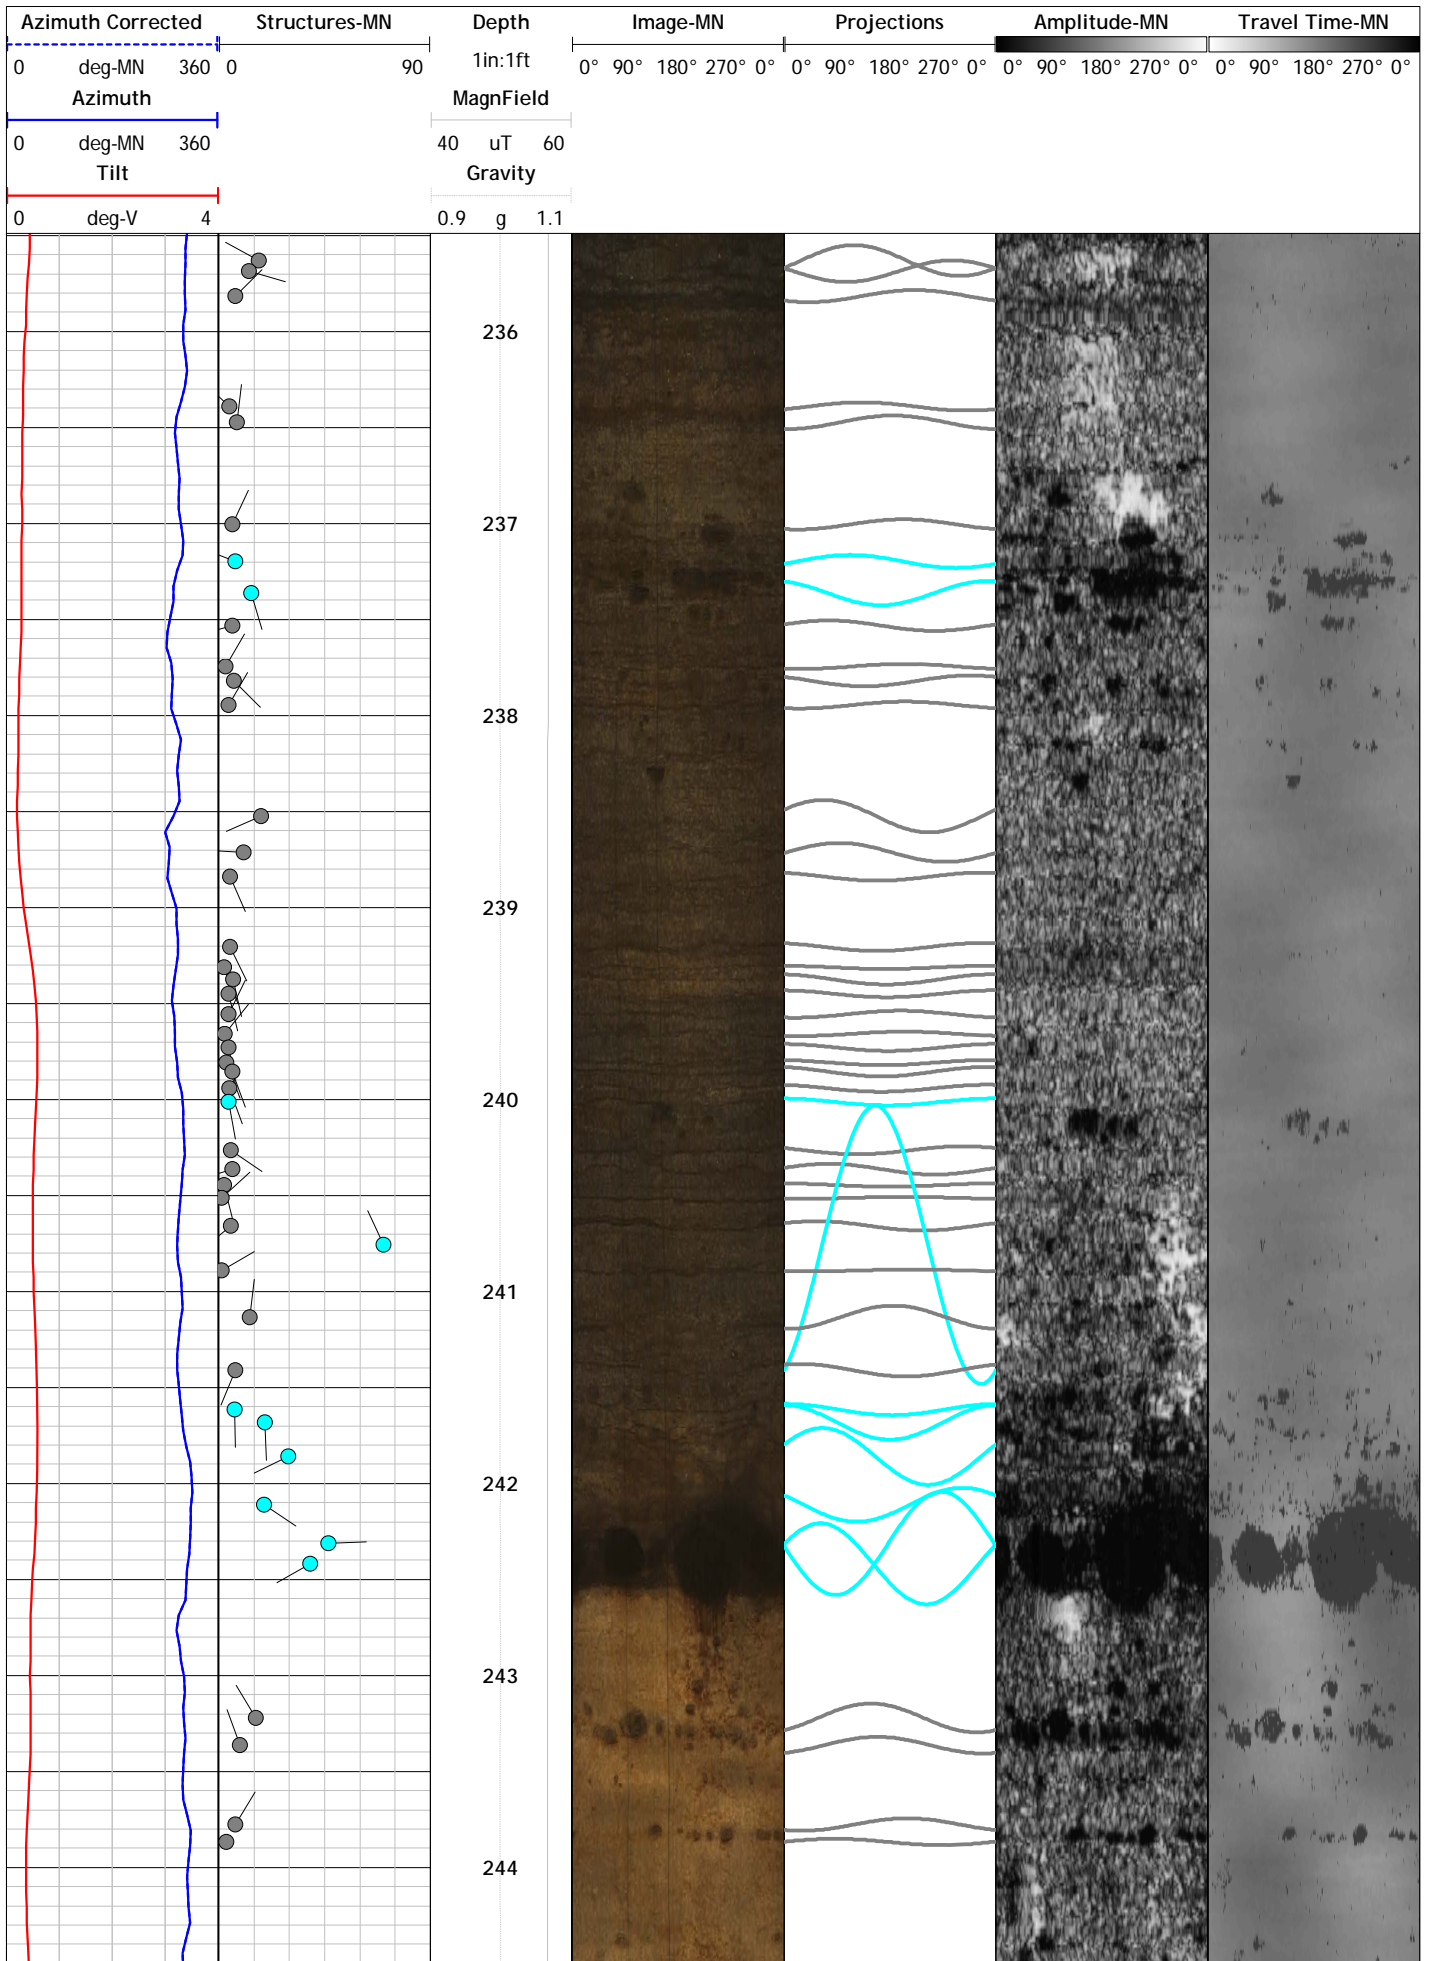 Azimuth Corrected Structures-MN Depth Image-MN Projections Amplitude-MN Travel Time-MN
0 deg-MN 360 0 90 1in:1ft 0° 90° 180° 270° 0° 0° 90° 180° 270° 0° 0° 90° 180° 270° 0° 0° 90° 180° 270° 0°
Azimuth MagnField
0 deg-MN 360 40 uT 60
Tilt Gravity
0 deg-V 4 0.9 g 1.1
236
237
238
239
240
241
242
243
244